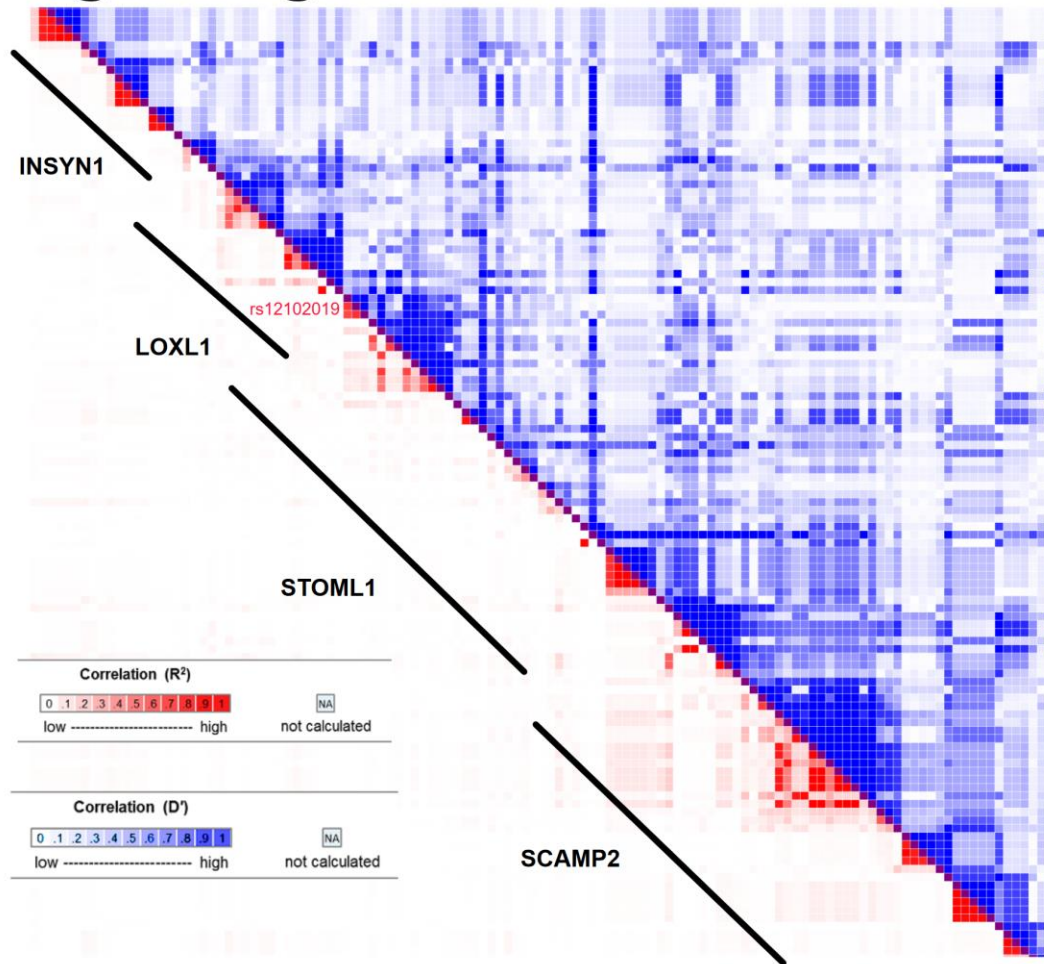 INSYN1
rs12102019
LOXL1
STOML1
Correlation (R²)
0 .1 .2 .3 .4 .5 .6 .7 .8 .9 1
NA
low --------------------------- high
not calculated
Correlation (D')
0 .1 .2 .3 .4 .5 .6 .7 .8 .9 1
NA
low --------------------------- high
not calculated
SCAMP2